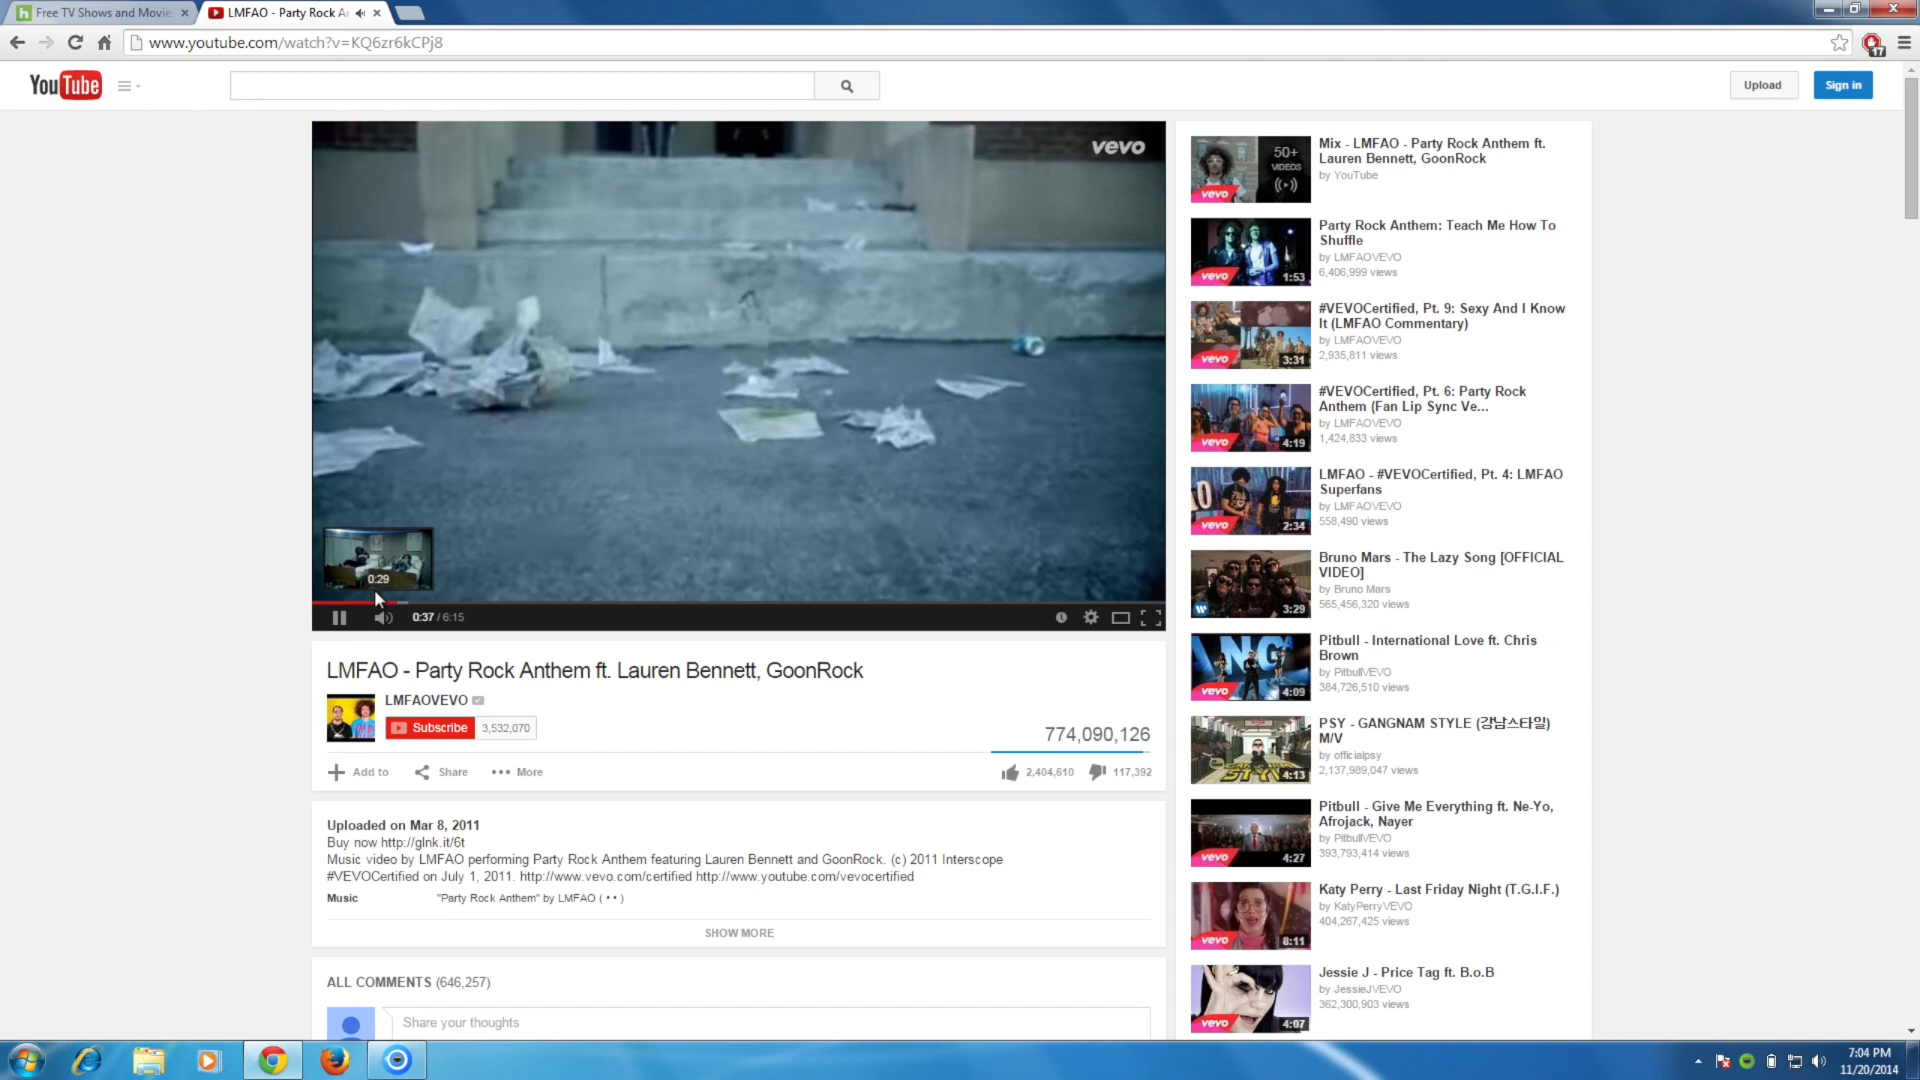 Free TV Shows and Movie
LMFAO - Party Rock An
www.youtube.com/watch?v=KQ6zr6kCPj8
17
YouTube
Upload
Sign in
vevo
0:29
0:37 / 6:15
LMFAO - Party Rock Anthem ft. Lauren Bennett, GoonRock
LMFAOVEVO
Subscribe
3,532,070
774,090,126
Add to
Share
More
2,404,610
117,392
Uploaded on Mar 8, 2011
Buy now http://glnk.it/6t
Music video by LMFAO performing Party Rock Anthem featuring Lauren Bennett and GoonRock. (c) 2011 Interscope
#VEVOCertified on July 1, 2011. http://www.vevo.com/certified http://www.youtube.com/vevocertified
Music "Party Rock Anthem" by LMFAO ( • • )
SHOW MORE
ALL COMMENTS (646,257)
Share your thoughts
50+
VIDEOS
vevo
Mix - LMFAO - Party Rock Anthem ft.
Lauren Bennett, GoonRock
by YouTube
vevo
1:53
Party Rock Anthem: Teach Me How To
Shuffle
by LMFAOVEVO
6,406,999 views
vevo
3:31
#VEVOCertified, Pt. 9: Sexy And I Know
It (LMFAO Commentary)
by LMFAOVEVO
2,935,811 views
vevo
4:19
#VEVOCertified, Pt. 6: Party Rock
Anthem (Fan Lip Sync Ve...
by LMFAOVEVO
1,424,833 views
vevo
2:34
LMFAO - #VEVOCertified, Pt. 4: LMFAO
Superfans
by LMFAOVEVO
558,490 views
3:29
Bruno Mars - The Lazy Song [OFFICIAL
VIDEO]
by Bruno Mars
565,456,320 views
vevo
4:09
Pitbull - International Love ft. Chris
Brown
by PitbullVEVO
384,726,510 views
4:13
PSY - GANGNAM STYLE (강남스타일)
M/V
by officialpsy
2,137,989,047 views
vevo
4:27
Pitbull - Give Me Everything ft. Ne-Yo,
Afrojack, Nayer
by PitbullVEVO
393,793,414 views
vevo
8:11
Katy Perry - Last Friday Night (T.G.I.F.)
by KatyPerryVEVO
404,267,425 views
vevo
4:07
Jessie J - Price Tag ft. B.o.B
by JessieJVEVO
362,300,903 views
7:04 PM
11/20/2014